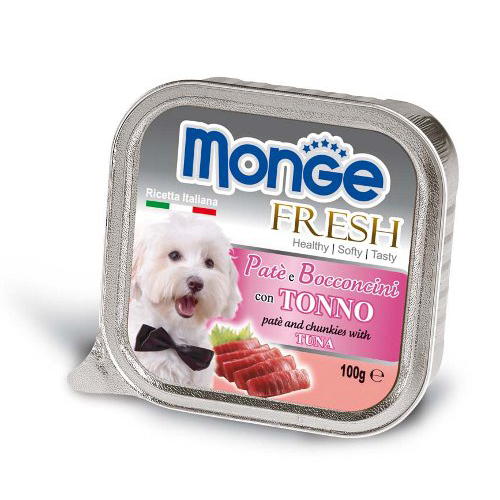 monge
FRESH
Healthy | Softy | Tasty
Ricetta Italiana
Patè e Bocconcini
con TONNO
patè and chunkies with
TUNA
100g ℮